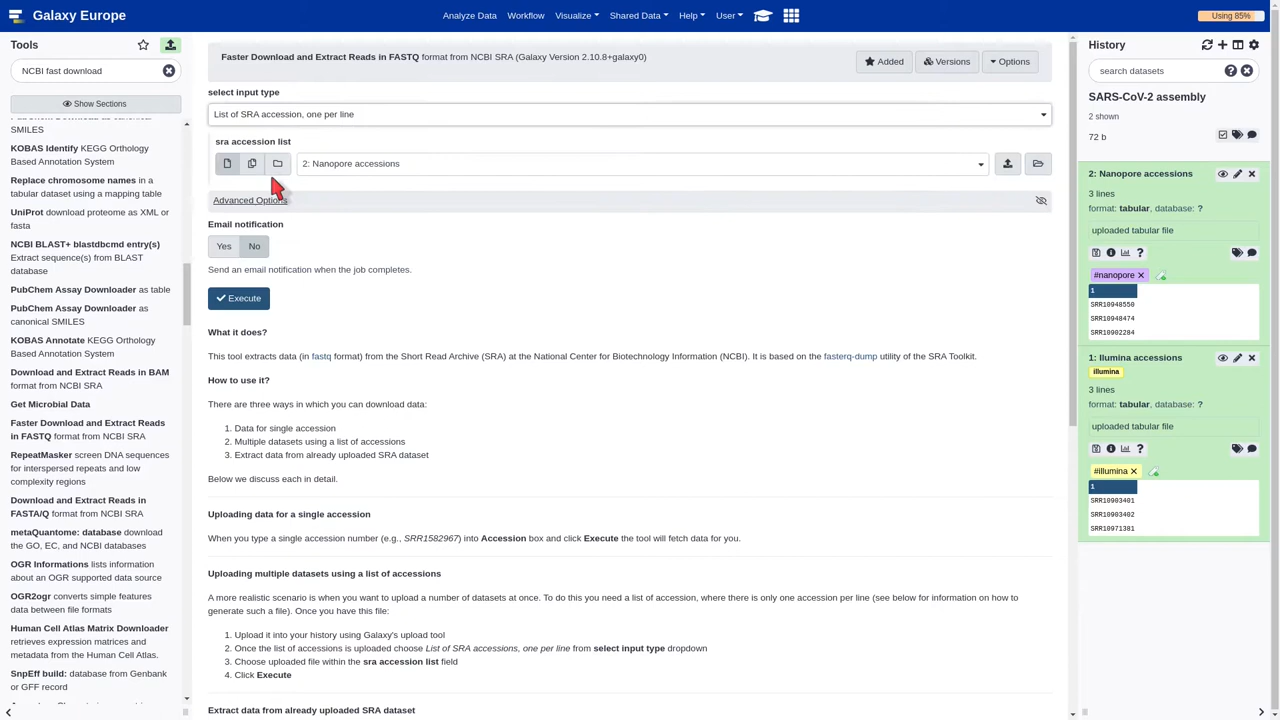 Galaxy Europe
Analyze Data
Workflow
Visualize
Shared Data
Help
User
Using 85%
Tools
NCBI fast download
Show Sections
SMILES
KOBAS Identify KEGG Orthology
Based Annotation System
Replace chromosome names in a
tabular dataset using a mapping table
UniProt download proteome as XML or
fasta
NCBI BLAST+ blastdbcmd entry(s)
Extract sequence(s) from BLAST
database
PubChem Assay Downloader as table
PubChem Assay Downloader as
canonical SMILES
KOBAS Annotate KEGG Orthology
Based Annotation System
Download and Extract Reads in BAM
format from NCBI SRA
Get Microbial Data
Faster Download and Extract Reads in
FASTQ format from NCBI SRA
RepeatMasker screen DNA sequences
for interspersed repeats and low
complexity regions
Download and Extract Reads in
FASTA/Q format from NCBI SRA
metaQuantome: database download
the GO, EC, and NCBI databases
OGR Informations lists information
about an OGR supported data source
OGR2ogr converts simple features
data between file formats
Human Cell Atlas Matrix Downloader
retrieves expression matrices and
metadata from the Human Cell Atlas.
SnpEff build: database from Genbank
or GFF record
Faster Download and Extract Reads in FASTQ format from NCBI SRA (Galaxy Version 2.10.8+galaxy0)
Added
Versions
Options
select input type
List of SRA accession, one per line
sra accession list
2: Nanopore accessions
Advanced Options
Email notification
Yes
No
Send an email notification when the job completes.
Execute
What it does?
This tool extracts data (in fastq format) from the Short Read Archive (SRA) at the National Center for Biotechnology Information (NCBI). It is based on the fasterq-dump utility of the SRA Toolkit.
How to use it?
There are three ways in which you can download data:
1. Data for single accession
2. Multiple datasets using a list of accessions
3. Extract data from already uploaded SRA dataset
Below we discuss each in detail.
Uploading data for a single accession
When you type a single accession number (e.g., SRR1582967) into Accession box and click Execute the tool will fetch data for you.
Uploading multiple datasets using a list of accessions
A more realistic scenario is when you want to upload a number of datasets at once. To do this you need a list of accession, where there is only one accession per line (see below for information on how to
generate such a file). Once you have this file:
1. Upload it into your history using Galaxy's upload tool
2. Once the list of accessions is uploaded choose List of SRA accessions, one per line from select input type dropdown
3. Choose uploaded file within the sra accession list field
4. Click Execute
Extract data from already uploaded SRA dataset
History
search datasets
SARS-CoV-2 assembly
2 shown
72 b
2: Nanopore accessions
3 lines
format: tabular, database: ?
uploaded tabular file
#nanopore
1
SRR10948550
SRR10948474
SRR10902284
1: Ilumina accessions
illumina
3 lines
format: tabular, database: ?
uploaded tabular file
#illumina
1
SRR10903401
SRR10903402
SRR10971381